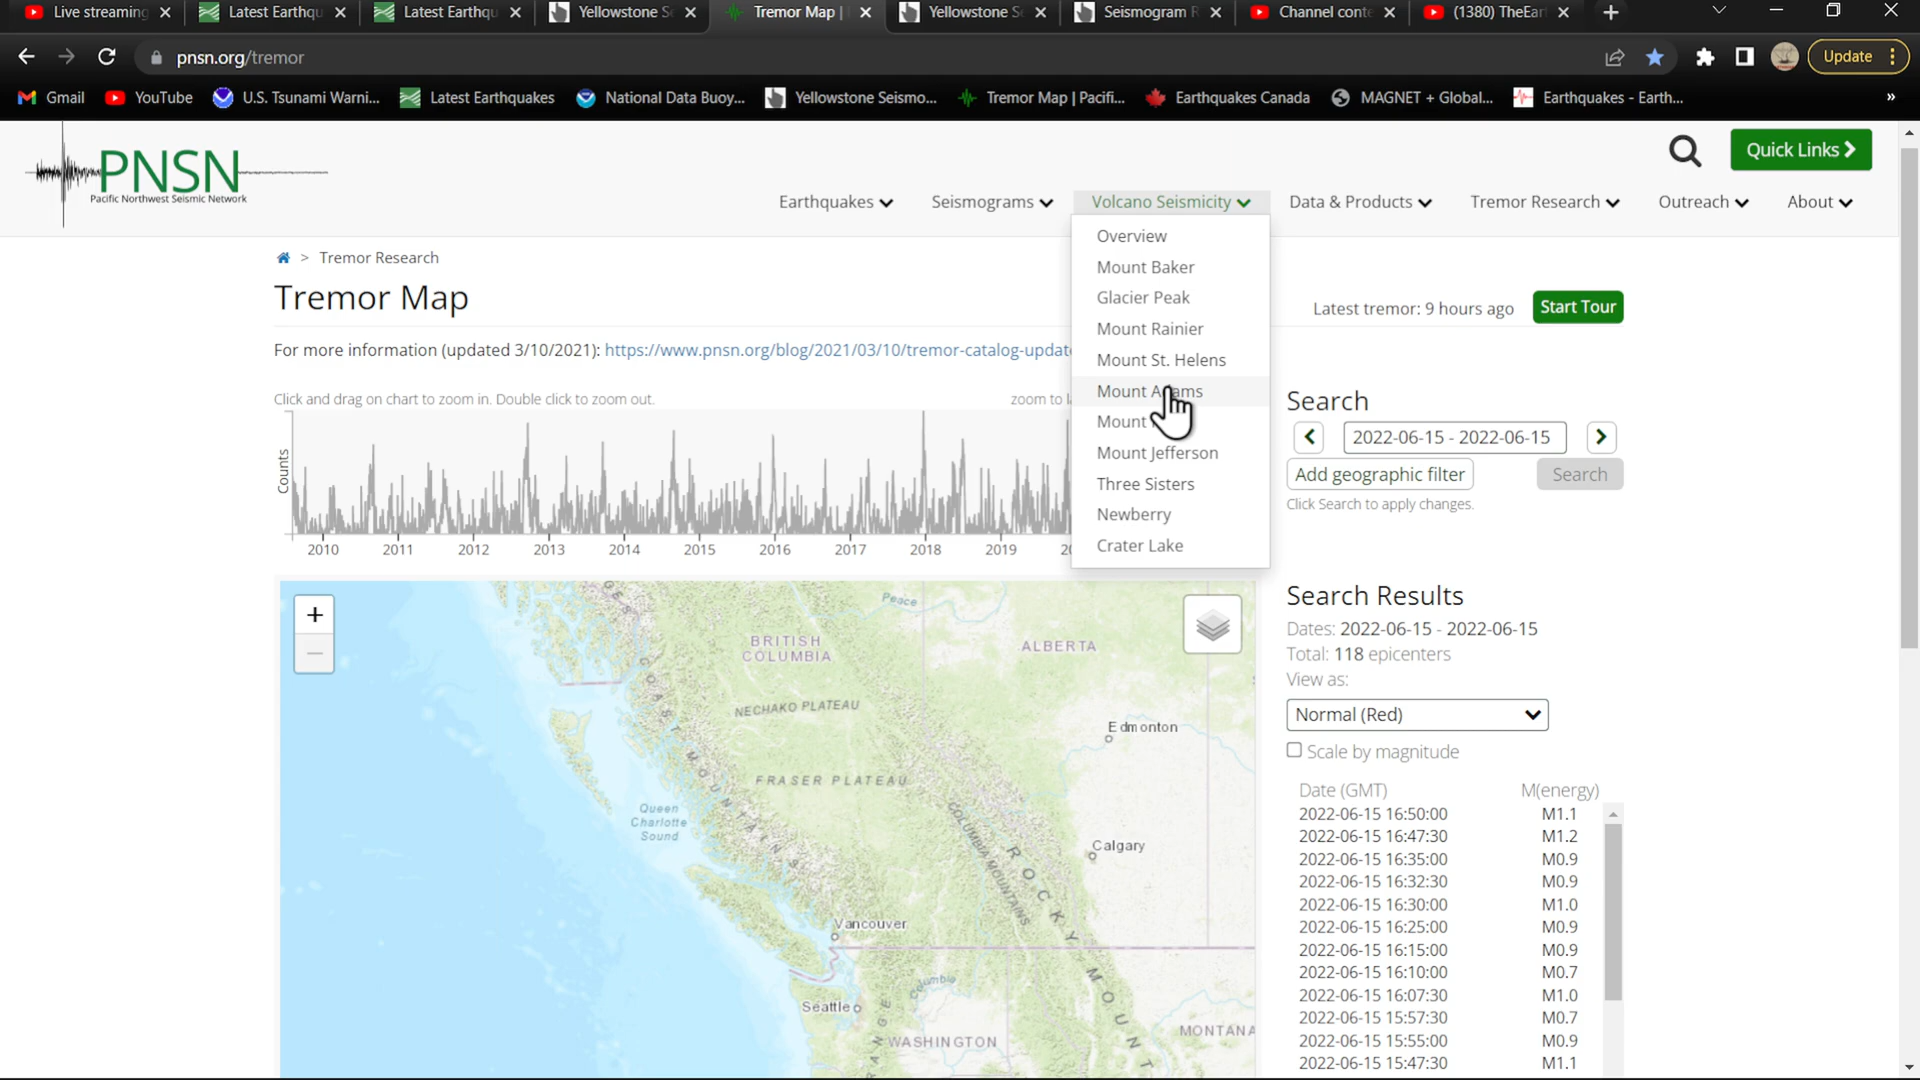 Live streaming
Latest Earthqu
Latest Earthqu
Yellowstone S
Tremor Map |
Yellowstone S
Seismogram R
Channel conte
(1380) TheEar
pnsn.org/tremor
Update
Gmail
YouTube
U.S. Tsunami Warni...
Latest Earthquakes
National Data Buoy...
Yellowstone Seismo...
Tremor Map | Pacifi...
Earthquakes Canada
MAGNET + Global...
Earthquakes - Earth...
»
PNSN
Pacific Northwest Seismic Network
Quick Links
Earthquakes
Seismograms
Volcano Seismicity
Data & Products
Tremor Research
Outreach
About
Overview
Mount Baker
Glacier Peak
Mount Rainier
Mount St. Helens
Mount Adams
Mount
Mount Jefferson
Three Sisters
Newberry
Crater Lake
> Tremor Research
Tremor Map
Latest tremor: 9 hours ago
Start Tour
For more information (updated 3/10/2021): https://www.pnsn.org/blog/2021/03/10/tremor-catalog-updat
Click and drag on chart to zoom in. Double click to zoom out.
zoom to
Counts
2010 2011 2012 2013 2014 2015 2016 2017 2018 2019
Search
2022-06-15 - 2022-06-15
Add geographic filter
Search
Click Search to apply changes.
+
−
BRITISH
COLUMBIA
Peace
ALBERTA
NECHAKO PLATEAU
Edmonton
COAST MOUNTAINS
FRASER PLATEAU
Queen
Charlotte
Sound
COLUMBIA MOUNTAINS
ROCKY MOUNT
Calgary
Vancouver
Columbia
Seattle
WASHINGTON
MONTANA
Search Results
Dates: 2022-06-15 - 2022-06-15
Total: 118 epicenters
View as:
Normal (Red)
Scale by magnitude
Date (GMT) M(energy)
2022-06-15 16:50:00 M1.1
2022-06-15 16:47:30 M1.2
2022-06-15 16:35:00 M0.9
2022-06-15 16:32:30 M0.9
2022-06-15 16:30:00 M1.0
2022-06-15 16:25:00 M0.9
2022-06-15 16:15:00 M0.9
2022-06-15 16:10:00 M0.7
2022-06-15 16:07:30 M1.0
2022-06-15 15:57:30 M0.7
2022-06-15 15:55:00 M0.9
2022-06-15 15:47:30 M1.1